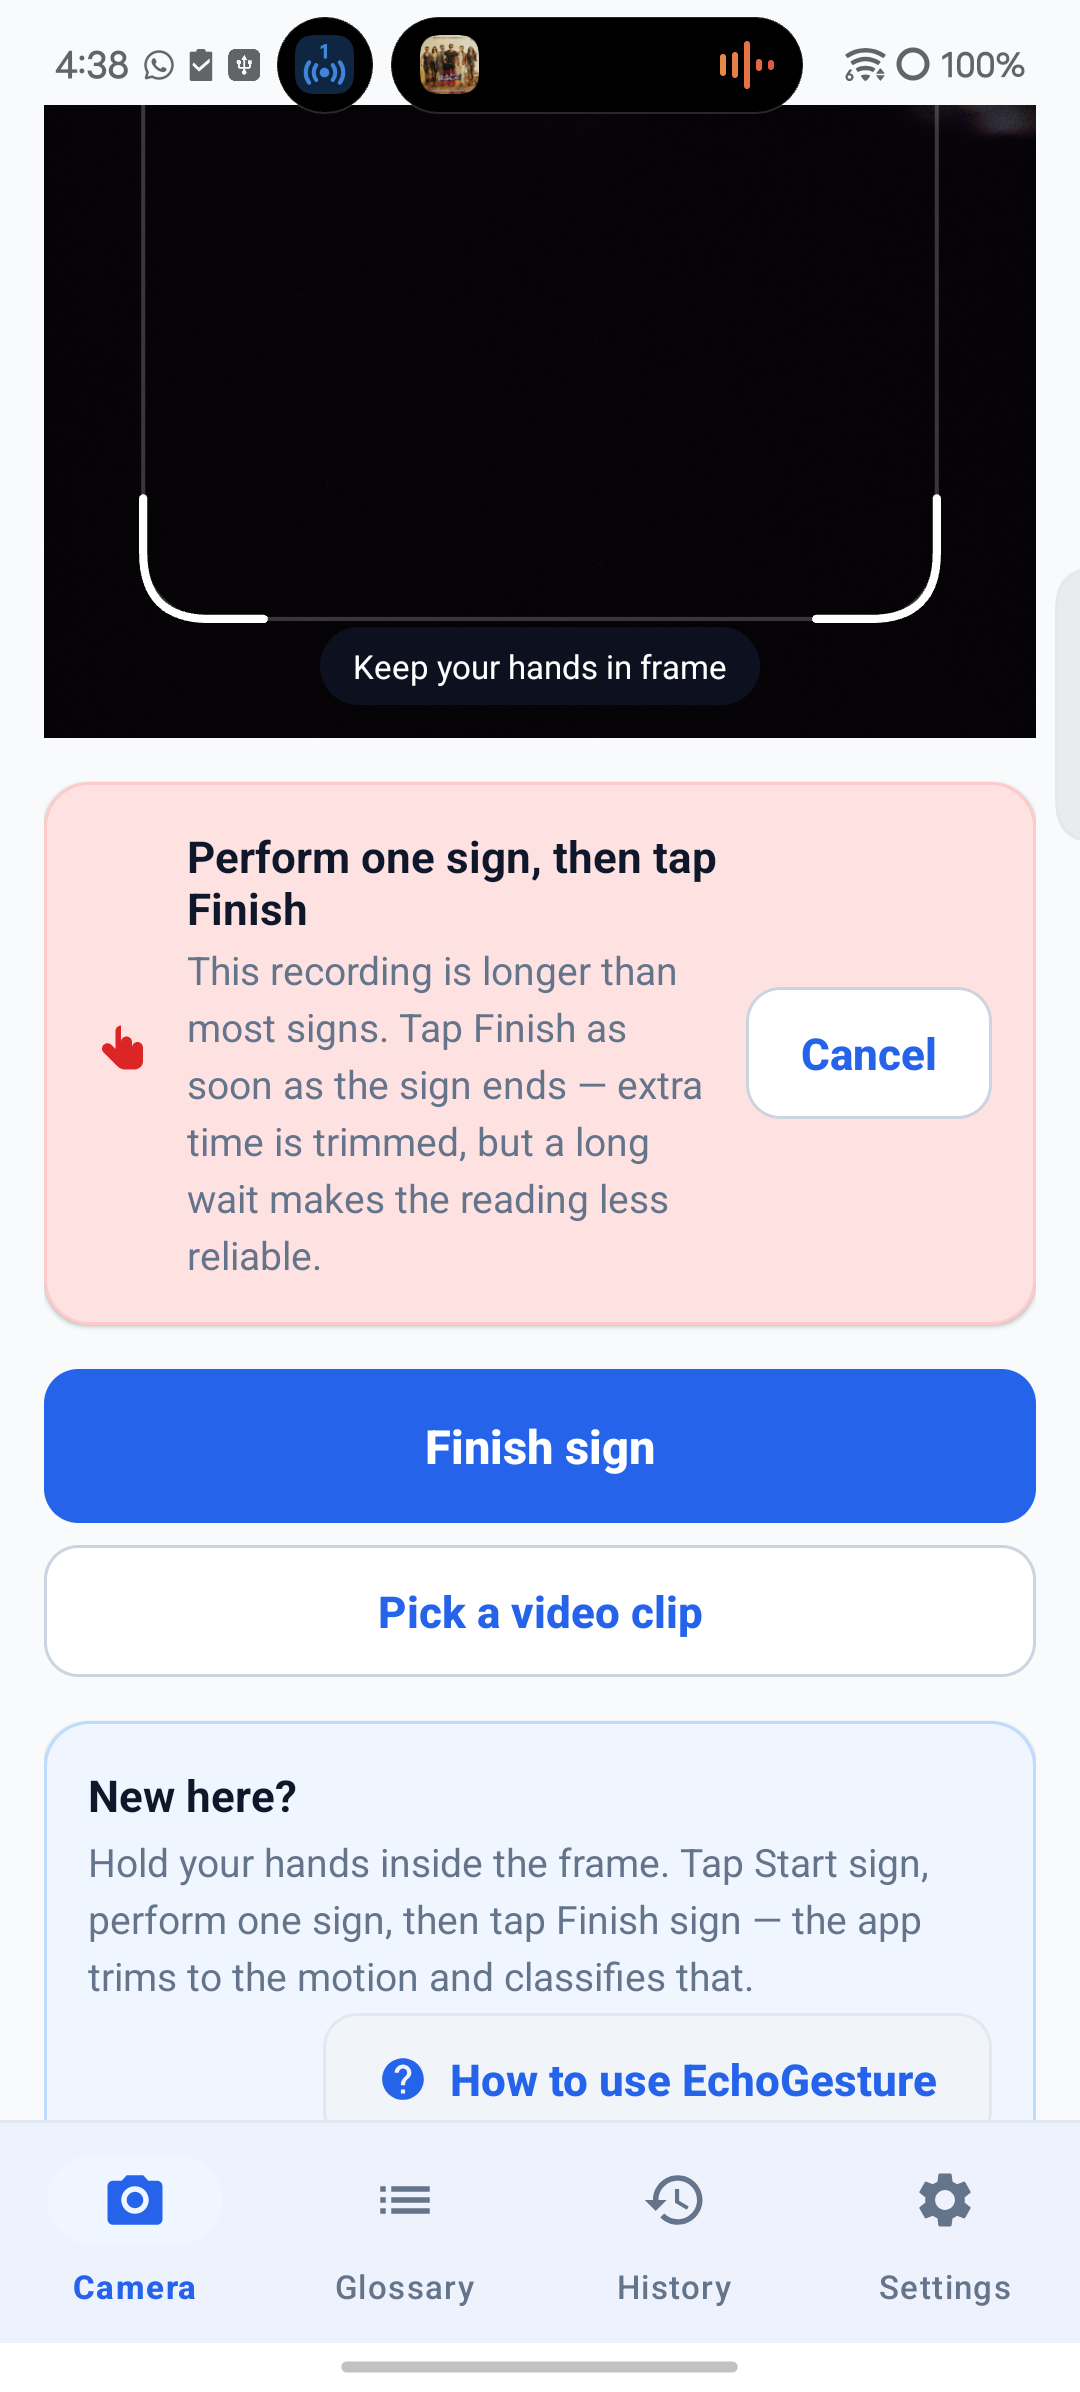 4:38
1
100%
Keep your hands in frame
Perform one sign, then tap
Finish
This recording is longer than
most signs. Tap Finish as
soon as the sign ends — extra
time is trimmed, but a long
wait makes the reading less
reliable.
Cancel
Finish sign
Pick a video clip
New here?
Hold your hands inside the frame. Tap Start sign,
perform one sign, then tap Finish sign — the app
trims to the motion and classifies that.
How to use EchoGesture
Camera
Glossary
History
Settings